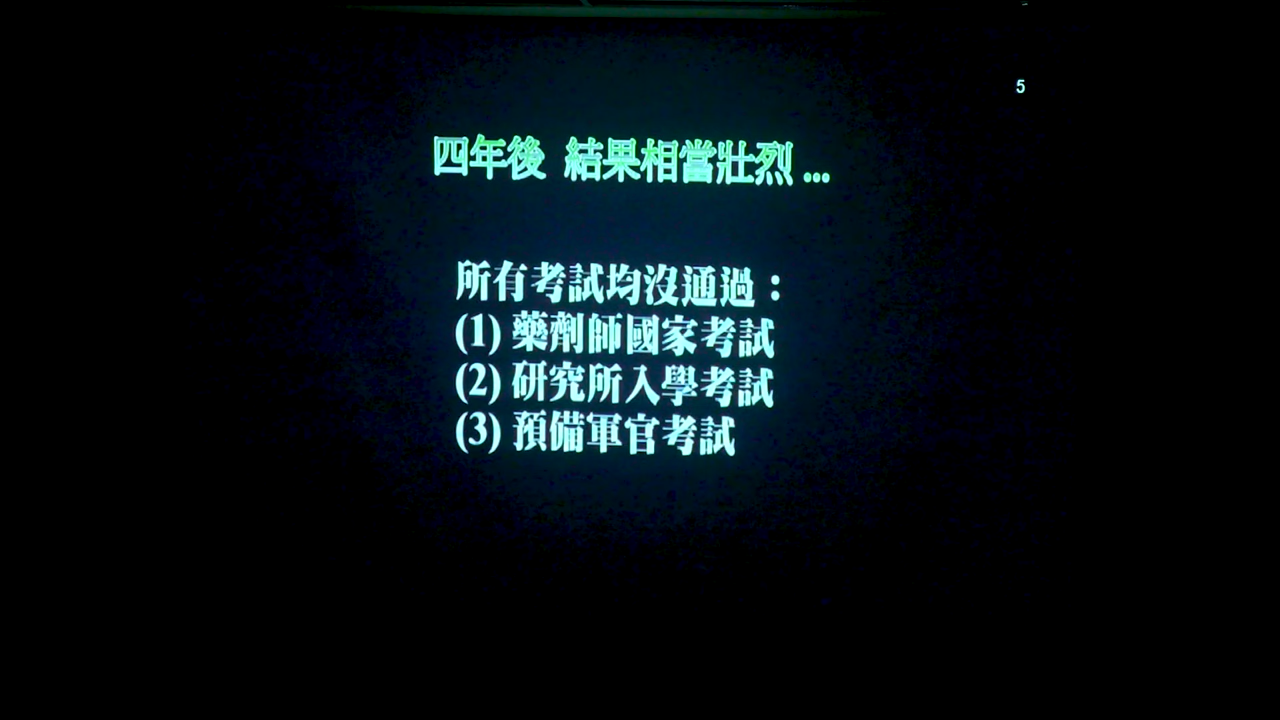 5
四年後 結果相當壯烈...
所有考試均沒通過：
(1) 藥劑師國家考試
(2) 研究所入學考試
(3) 預備軍官考試